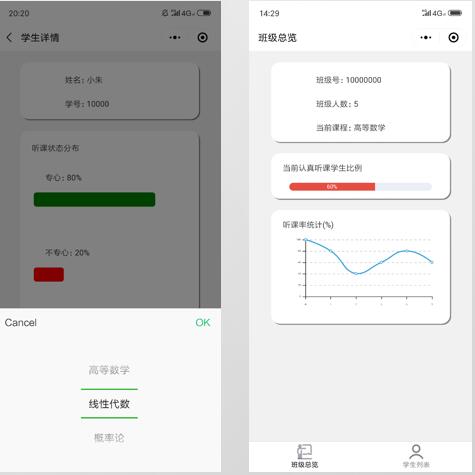 20:20
4G
学生详情
姓名: 小朱
学号: 10000
听课状态分布
专心: 80%
不专心: 20%
Cancel
OK
高等数学
线性代数
概率论
14:29
4G
班级总览
班级号: 10000000
班级人数: 5
当前课程: 高等数学
当前认真听课学生比例
60%
听课率统计(%)
班级总览
学生列表